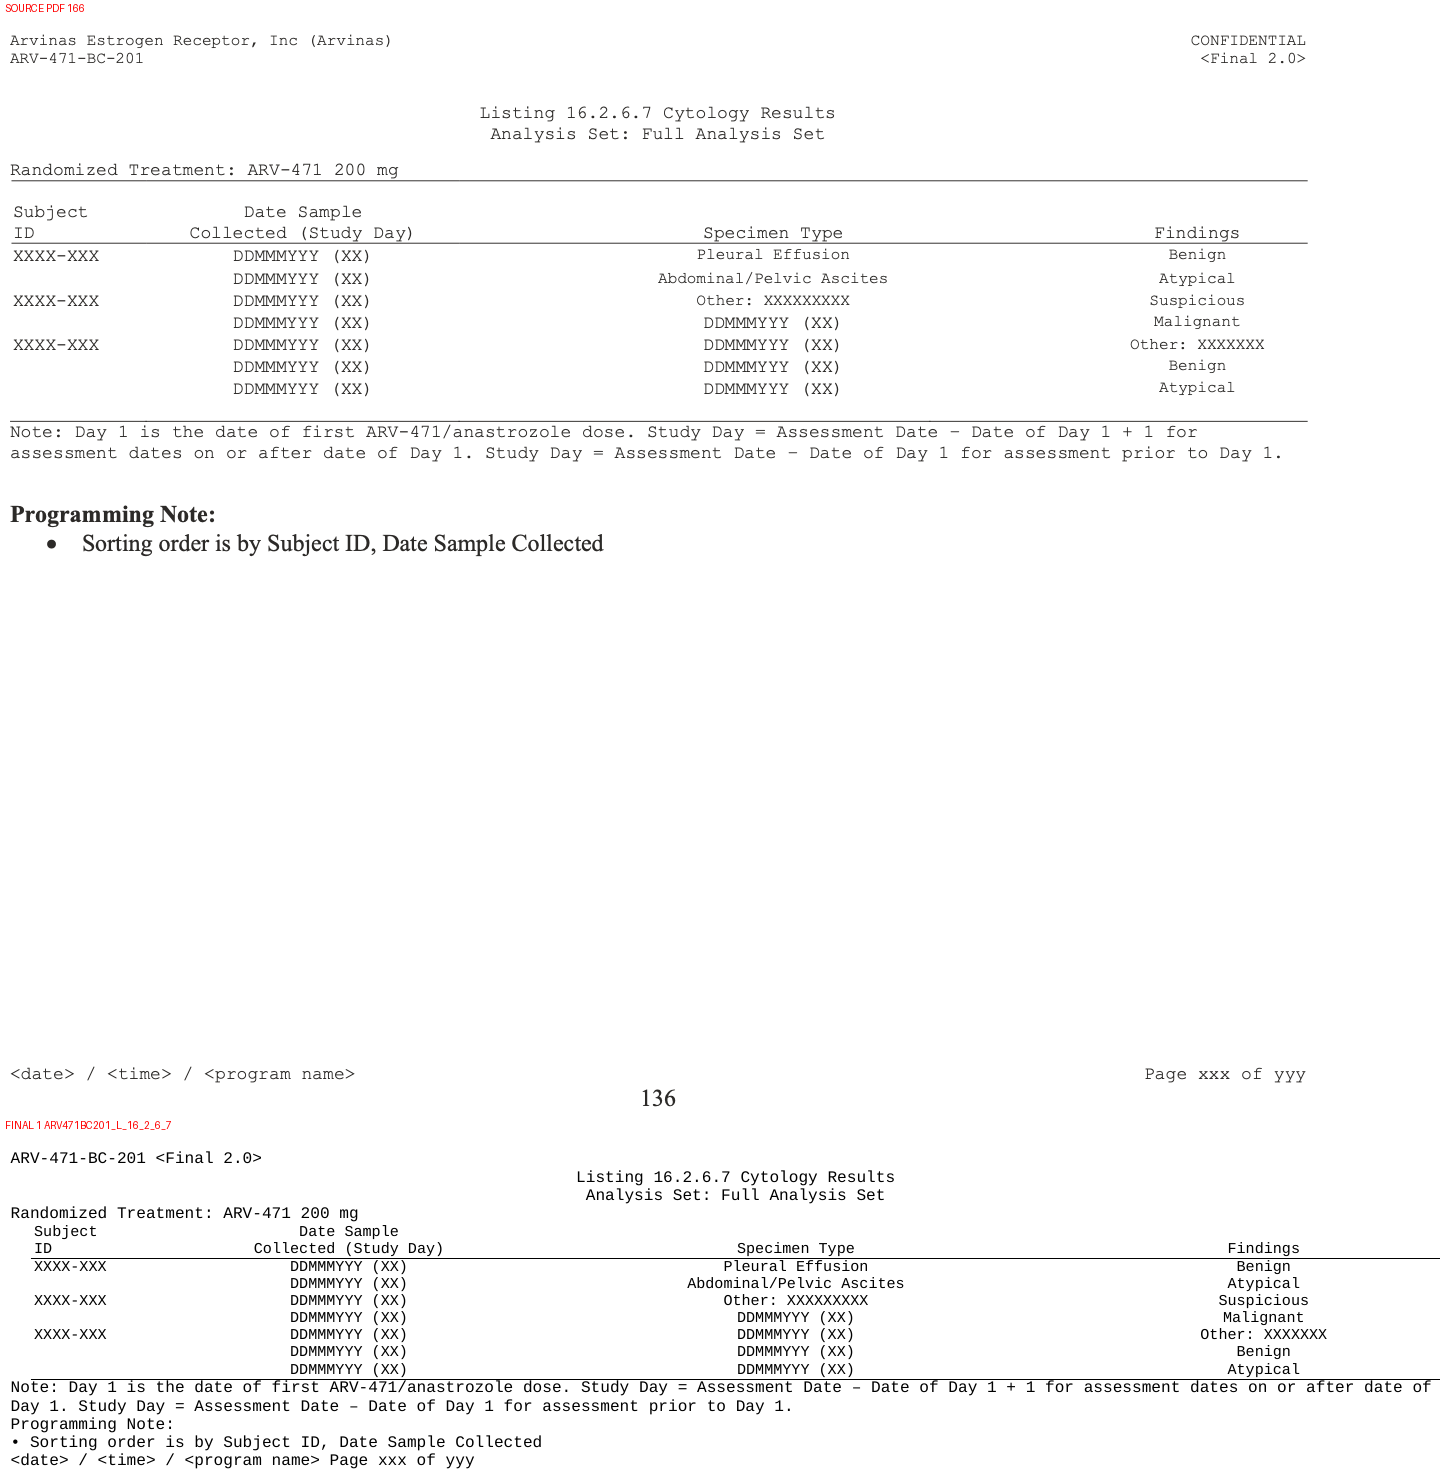 SOURCE PDF 166
Arvinas Estrogen Receptor, Inc (Arvinas) CONFIDENTIAL
ARV-471-BC-201 <Final 2.0>
Listing 16.2.6.7 Cytology Results
Analysis Set: Full Analysis Set
Randomized Treatment: ARV-471 200 mg
Subject Date Sample
ID Collected (Study Day) Specimen Type Findings
XXXX-XXX DDMMMYYY (XX) Pleural Effusion Benign
DDMMMYYY (XX) Abdominal/Pelvic Ascites Atypical
XXXX-XXX DDMMMYYY (XX) Other: XXXXXXXXX Suspicious
DDMMMYYY (XX) DDMMMYYY (XX) Malignant
XXXX-XXX DDMMMYYY (XX) DDMMMYYY (XX) Other: XXXXXXX
DDMMMYYY (XX) DDMMMYYY (XX) Benign
DDMMMYYY (XX) DDMMMYYY (XX) Atypical
Note: Day 1 is the date of first ARV-471/anastrozole dose. Study Day = Assessment Date – Date of Day 1 + 1 for
assessment dates on or after date of Day 1. Study Day = Assessment Date – Date of Day 1 for assessment prior to Day 1.
Programming Note:
• Sorting order is by Subject ID, Date Sample Collected
<date> / <time> / <program name> Page xxx of yyy
136
FINAL 1 ARV471BC201_L_16_2_6_7
ARV-471-BC-201 <Final 2.0>
Listing 16.2.6.7 Cytology Results
Analysis Set: Full Analysis Set
Randomized Treatment: ARV-471 200 mg
Subject Date Sample
ID Collected (Study Day) Specimen Type Findings
XXXX-XXX DDMMMYYY (XX) Pleural Effusion Benign
DDMMMYYY (XX) Abdominal/Pelvic Ascites Atypical
XXXX-XXX DDMMMYYY (XX) Other: XXXXXXXXX Suspicious
DDMMMYYY (XX) DDMMMYYY (XX) Malignant
XXXX-XXX DDMMMYYY (XX) DDMMMYYY (XX) Other: XXXXXXX
DDMMMYYY (XX) DDMMMYYY (XX) Benign
DDMMMYYY (XX) DDMMMYYY (XX) Atypical
Note: Day 1 is the date of first ARV-471/anastrozole dose. Study Day = Assessment Date – Date of Day 1 + 1 for assessment dates on or after date of
Day 1. Study Day = Assessment Date – Date of Day 1 for assessment prior to Day 1.
Programming Note:
• Sorting order is by Subject ID, Date Sample Collected
<date> / <time> / <program name> Page xxx of yyy